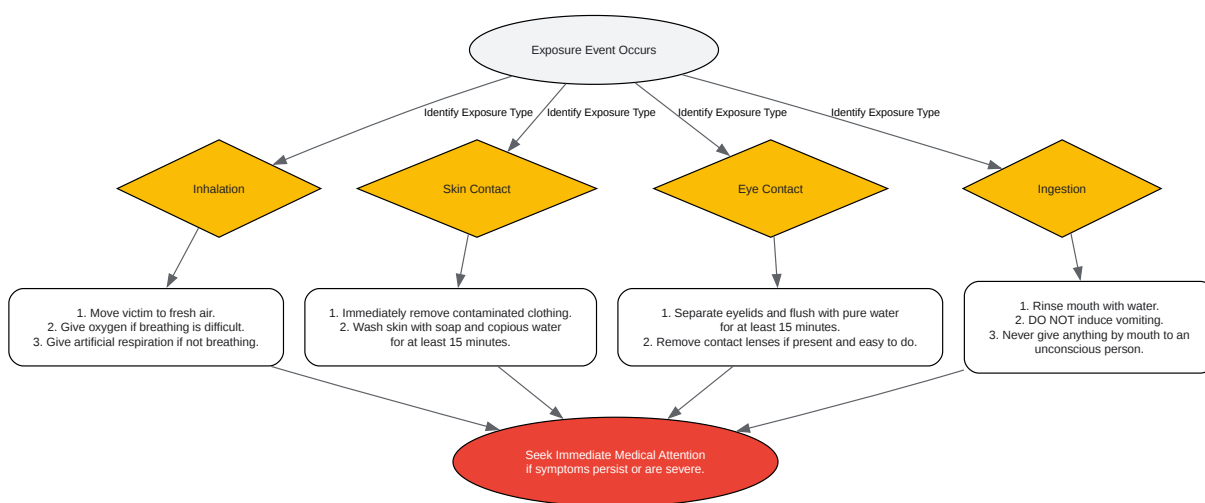 Exposure Event Occurs
Identify Exposure Type
Identify Exposure Type
Identify Exposure Type
Identify Exposure Type
Inhalation
Skin Contact
Eye Contact
Ingestion
1. Move victim to fresh air.
2. Give oxygen if breathing is difficult.
3. Give artificial respiration if not breathing.
1. Immediately remove contaminated clothing.
2. Wash skin with soap and copious water
for at least 15 minutes.
1. Separate eyelids and flush with pure water
for at least 15 minutes.
2. Remove contact lenses if present and easy to do.
1. Rinse mouth with water.
2. DO NOT induce vomiting.
3. Never give anything by mouth to an
unconscious person.
Seek Immediate Medical Attention
if symptoms persist or are severe.